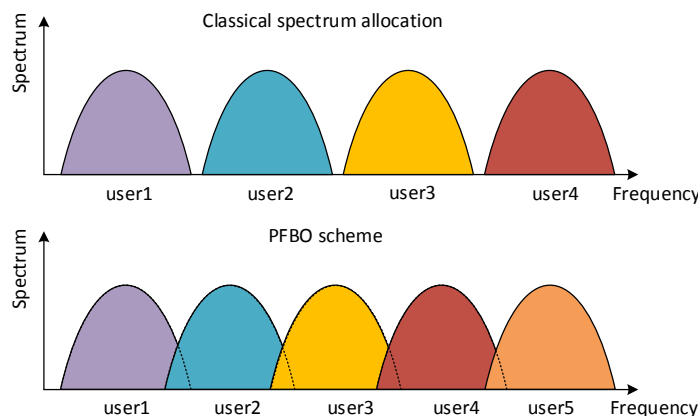 Classical spectrum allocation
Spectrum
user1 user2 user3 user4 Frequency
PFBO scheme
Spectrum
user1 user2 user3 user4 user5 Frequency